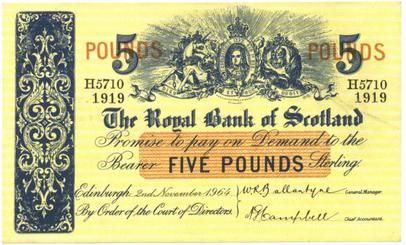 5 POUNDS POUNDS 5
H5710 H5710
1919 1919
The Royal Bank of Scotland
Promise to pay on Demand to the
Bearer FIVE POUNDS Sterling.
Edinburgh, 2nd November 1964. W R Ballantyne General Manager
By Order of the Court of Directors. A Campbell Chief Accountant.